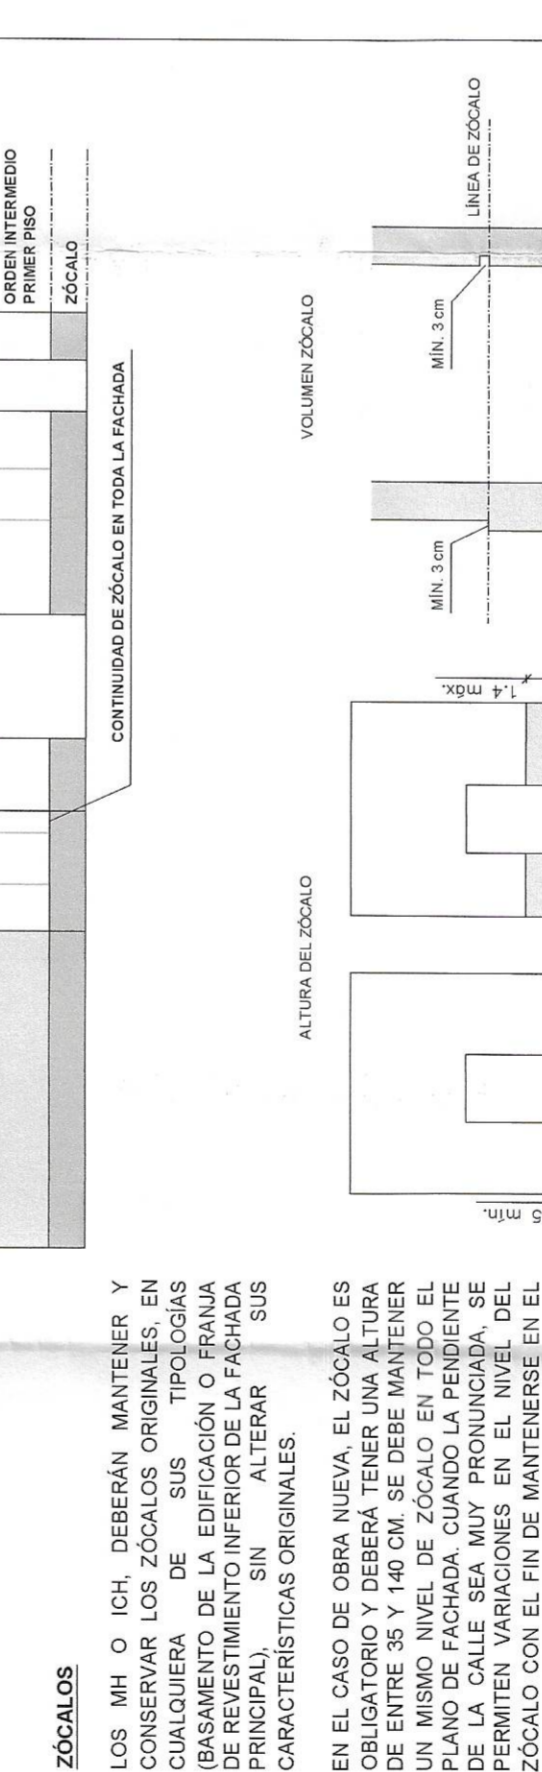 ZÓCALOS
LOS MH O ICH, DEBERÁN MANTENER Y
CONSERVAR LOS ZÓCALOS ORIGINALES, EN
CUALQUIERA DE SUS TIPOLOGÍAS
(BASAMENTO DE LA EDIFICACIÓN O FRANJA
DE REVESTIMIENTO INFERIOR DE LA FACHADA
PRINCIPAL), SIN ALTERAR SUS
CARACTERÍSTICAS ORIGINALES.
EN EL CASO DE OBRA NUEVA, EL ZÓCALO ES
OBLIGATORIO Y DEBERÁ TENER UNA ALTURA
DE ENTRE 35 Y 140 CM. SE DEBE MANTENER
UN MISMO NIVEL DE ZÓCALO EN TODO EL
PLANO DE FACHADA. CUANDO LA PENDIENTE
DE LA CALLE SEA MUY PRONUNCIADA, SE
PERMITEN VARIACIONES EN EL NIVEL DEL
ZÓCALO CON EL FIN DE MANTENERSE EN EL
ORDEN INTERMEDIO
PRIMER PISO
ZÓCALO
CONTINUIDAD DE ZÓCALO EN TODA LA FACHADA
ALTURA DEL ZÓCALO
5 mín.
1.4 máx.
VOLUMEN ZÓCALO
MÍN. 3 cm
MÍN. 3 cm
LÍNEA DE ZÓCALO